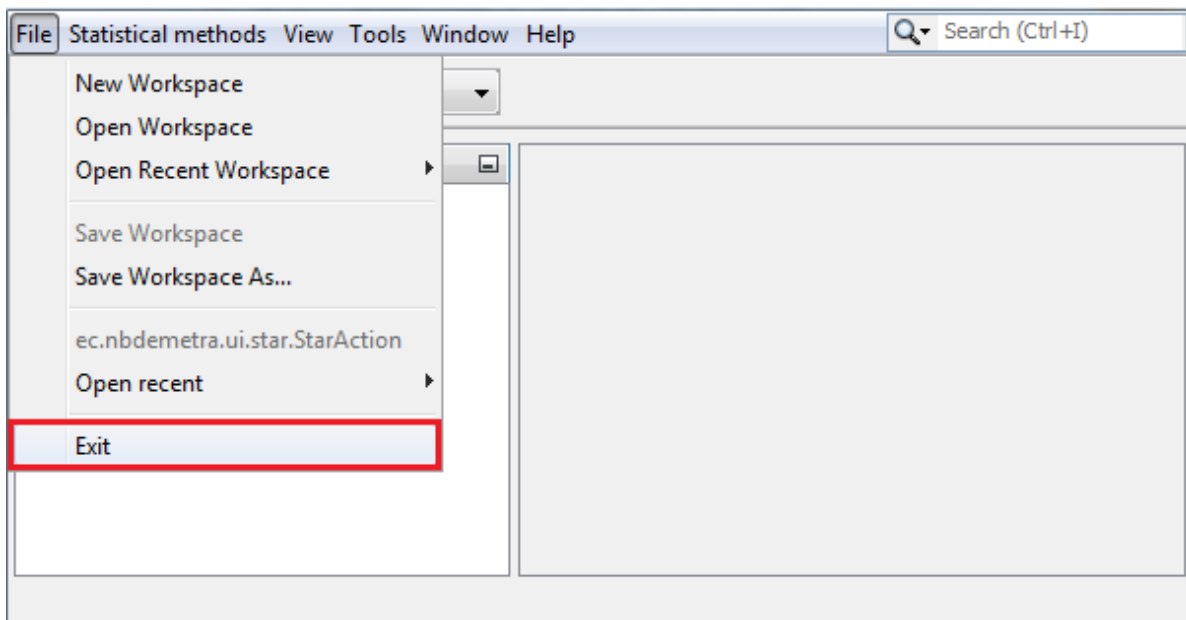 File Statistical methods View Tools Window Help Search (Ctrl+I)
New Workspace
Open Workspace
Open Recent Workspace
Save Workspace
Save Workspace As...
ec.nbdemetra.ui.star.StarAction
Open recent
Exit